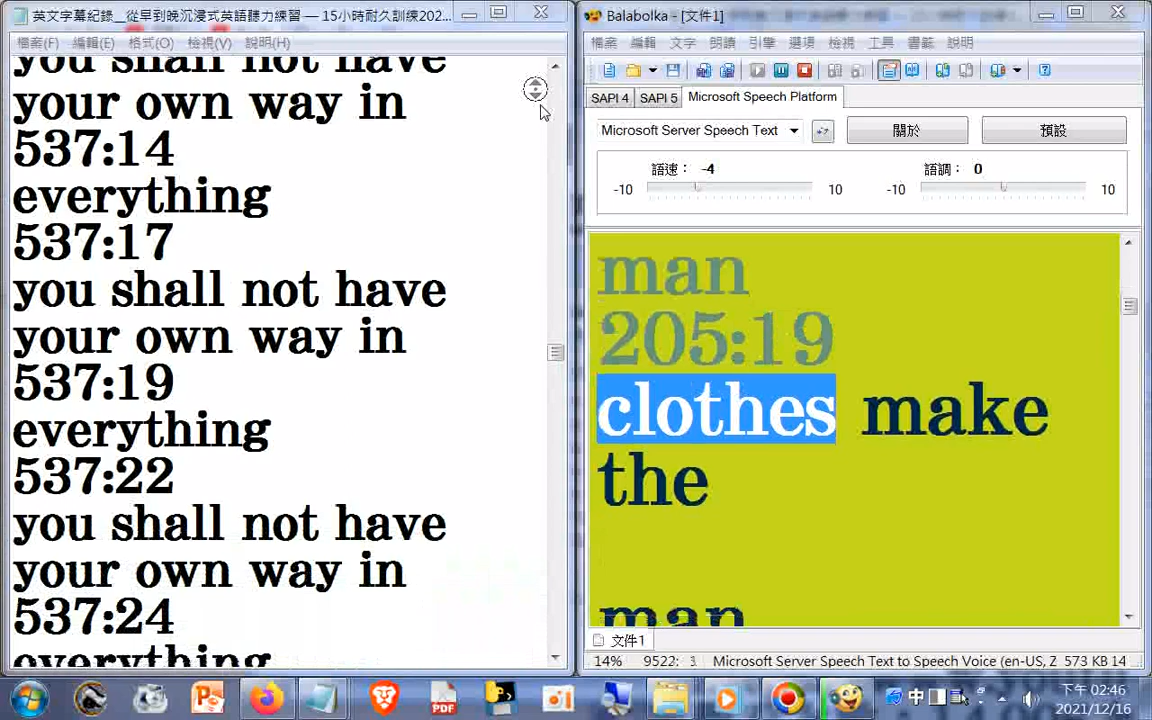 英文字幕紀錄__從早到晚沉浸式英語聽力練習 — 15小時耐久訓練202...
檔案(F) 編輯(E) 格式(O) 檢視(V) 說明(H)
you shall not have
your own way in
537:14
everything
537:17
you shall not have
your own way in
537:19
everything
537:22
you shall not have
your own way in
537:24
everything
Balabolka - [文件1]
檔案 編輯 文字 朗讀 引擎 選項 檢視 工具 書籤 說明
SAPI 4 SAPI 5 Microsoft Speech Platform
Microsoft Server Speech Text 關於 預設
語速： -4 語調： 0
-10 10 -10 10
man
205:19
clothes make
the
man
文件1
14% 9522: Microsoft Server Speech Text to Speech Voice (en-US, Z 573 KB 14
PDF
中
下午 02:46
2021/12/16